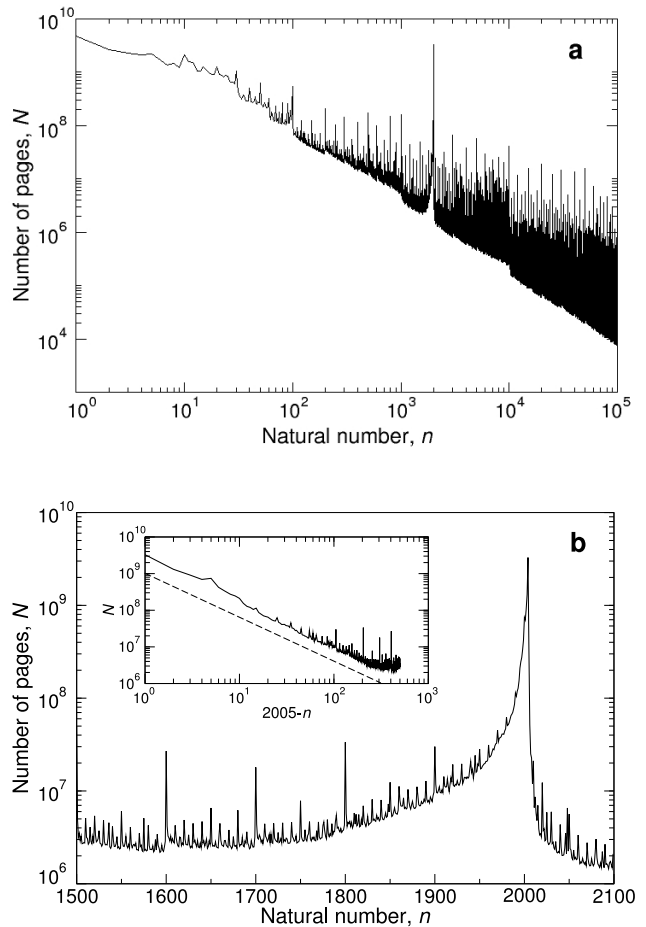 a
10^10
10^8
10^6
10^4
Number of pages, N
10^0 10^1 10^2 10^3 10^4 10^5
Natural number, n
b
10^10
10^9
10^8
10^7
10^6
Number of pages, N
10^10
10^9
10^8
10^7
10^6
N
10^0 10^1 10^2 10^3
2005-n
1500 1600 1700 1800 1900 2000 2100
Natural number, n